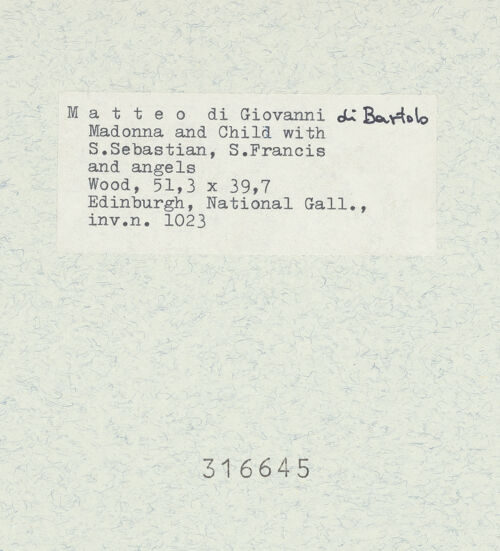 M a t t e o di Giovanni di Bartolo
Madonna and Child with
S.Sebastian, S.Francis
and angels
Wood, 51,3 x 39,7
Edinburgh, National Gall.,
inv.n. 1023
316645